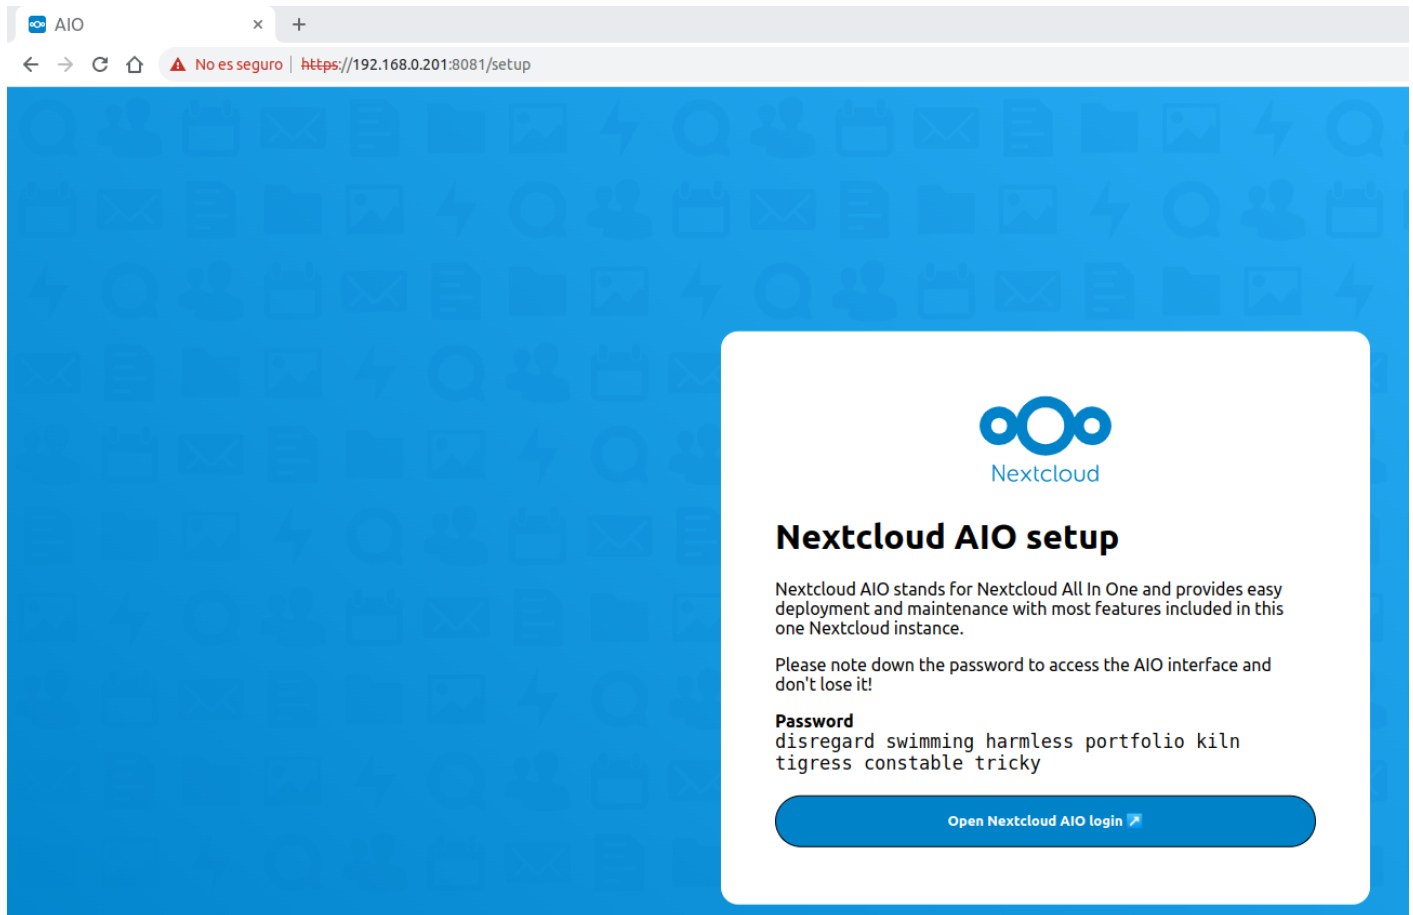 AIO
No es seguro https://192.168.0.201:8081/setup
Nextcloud
Nextcloud AIO setup
Nextcloud AIO stands for Nextcloud All In One and provides easy
deployment and maintenance with most features included in this
one Nextcloud instance.
Please note down the password to access the AIO interface and
don't lose it!
Password
disregard swimming harmless portfolio kiln
tigress constable tricky
Open Nextcloud AIO login